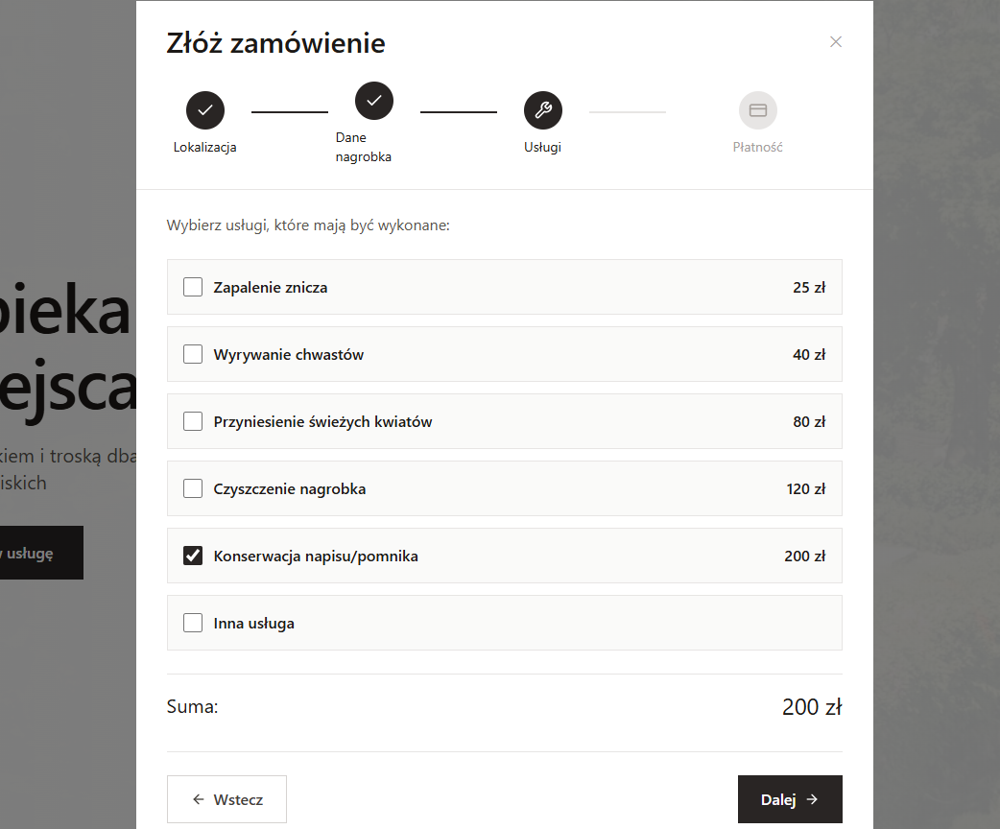 Złóż zamówienie
Lokalizacja
Dane
nagrobka
Usługi
Płatność
Wybierz usługi, które mają być wykonane:
Zapalenie znicza 25 zł
Wyrywanie chwastów 40 zł
Przyniesienie świeżych kwiatów 80 zł
Czyszczenie nagrobka 120 zł
Konserwacja napisu/pomnika 200 zł
Inna usługa
Suma: 200 zł
Wstecz
Dalej
pieka
ejsca
kiem i troską dba
iskich
usługę